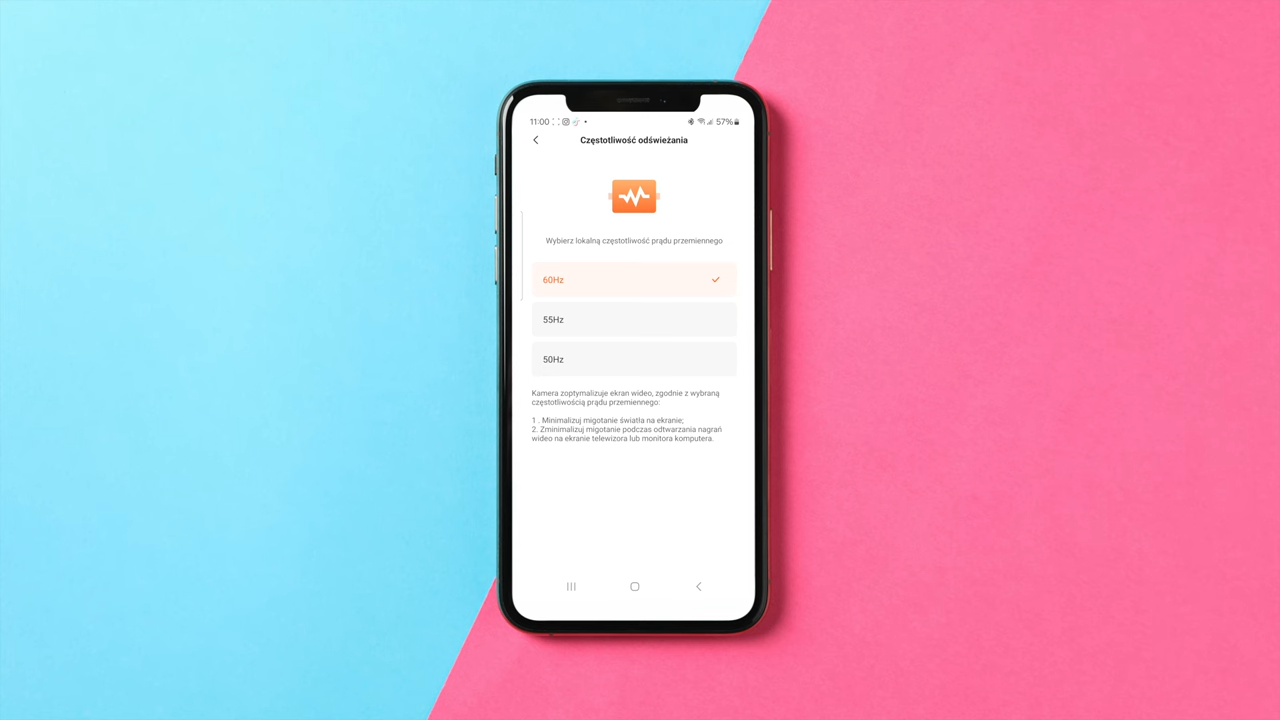 11:00
57%
Częstotliwość odświeżania
Wybierz lokalną częstotliwość prądu przemiennego
60Hz
55Hz
50Hz
Kamera zoptymalizuje ekran wideo, zgodnie z wybraną
częstotliwością prądu przemiennego:
1 . Minimalizuj migotanie światła na ekranie;
2. Zminimalizuj migotanie podczas odtwarzania nagrań
wideo na ekranie telewizora lub monitora komputera.